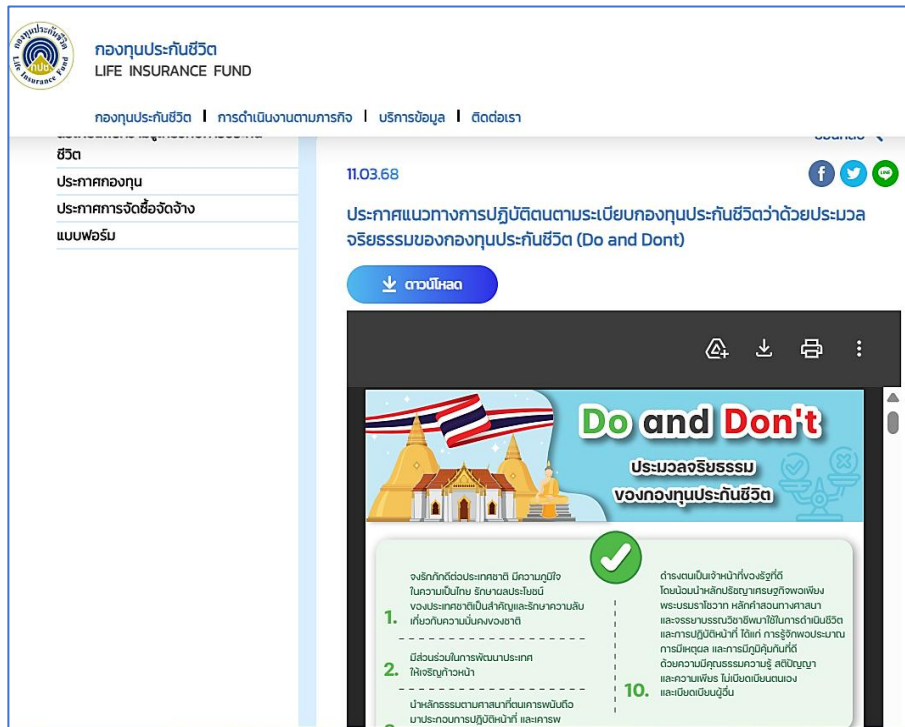 กองทุนประกันชีวิต
LIFE INSURANCE FUND
กองทุนประกันชีวิต | การดำเนินงานตามภารกิจ | บริการข้อมูล | ติดต่อเรา
ชีวิต
ประกาศกองทุน
ประกาศการจัดซื้อจัดจ้าง
แบบฟอร์ม
11.03.68
ประกาศแนวทางการปฏิบัติตนตามระเบียบกองทุนประกันชีวิตว่าด้วยประมวล
จริยธรรมของกองทุนประกันชีวิต (Do and Dont)
ดาวน์โหลด
Do and Don't
ประมวลจริยธรรม
ของกองทุนประกันชีวิต
1.
จงรักภักดีต่อประเทศชาติ มีความภูมิใจ
ในความเป็นไทย รักษาผลประโยชน์
ของประเทศชาติเป็นสำคัญและรักษาความลับ
เกี่ยวกับความมั่นคงของชาติ
2.
มีส่วนร่วมในการพัฒนาประเทศ
ให้เจริญก้าวหน้า
นำหลักธรรมตามศาสนาที่ตนเคารพนับถือ
มาประกอบการปฏิบัติหน้าที่ และเคารพ
10.
ดำรงตนเป็นเจ้าหน้าที่ของรัฐที่ดี
โดยน้อมนำหลักปรัชญาเศรษฐกิจพอเพียง
พระบรมราโชวาท หลักคำสอนทางศาสนา
และจรรยาบรรณวิชาชีพมาใช้ในการดำเนินชีวิต
และการปฏิบัติหน้าที่ ได้แก่ การรู้จักพอประมาณ
การมีเหตุผล และการมีภูมิคุ้มกันที่ดี
ด้วยความมีคุณธรรมความรู้ สติปัญญา
และความเพียร ไม่เบียดเบียนตนเอง
และเบียดเบียนผู้อื่น